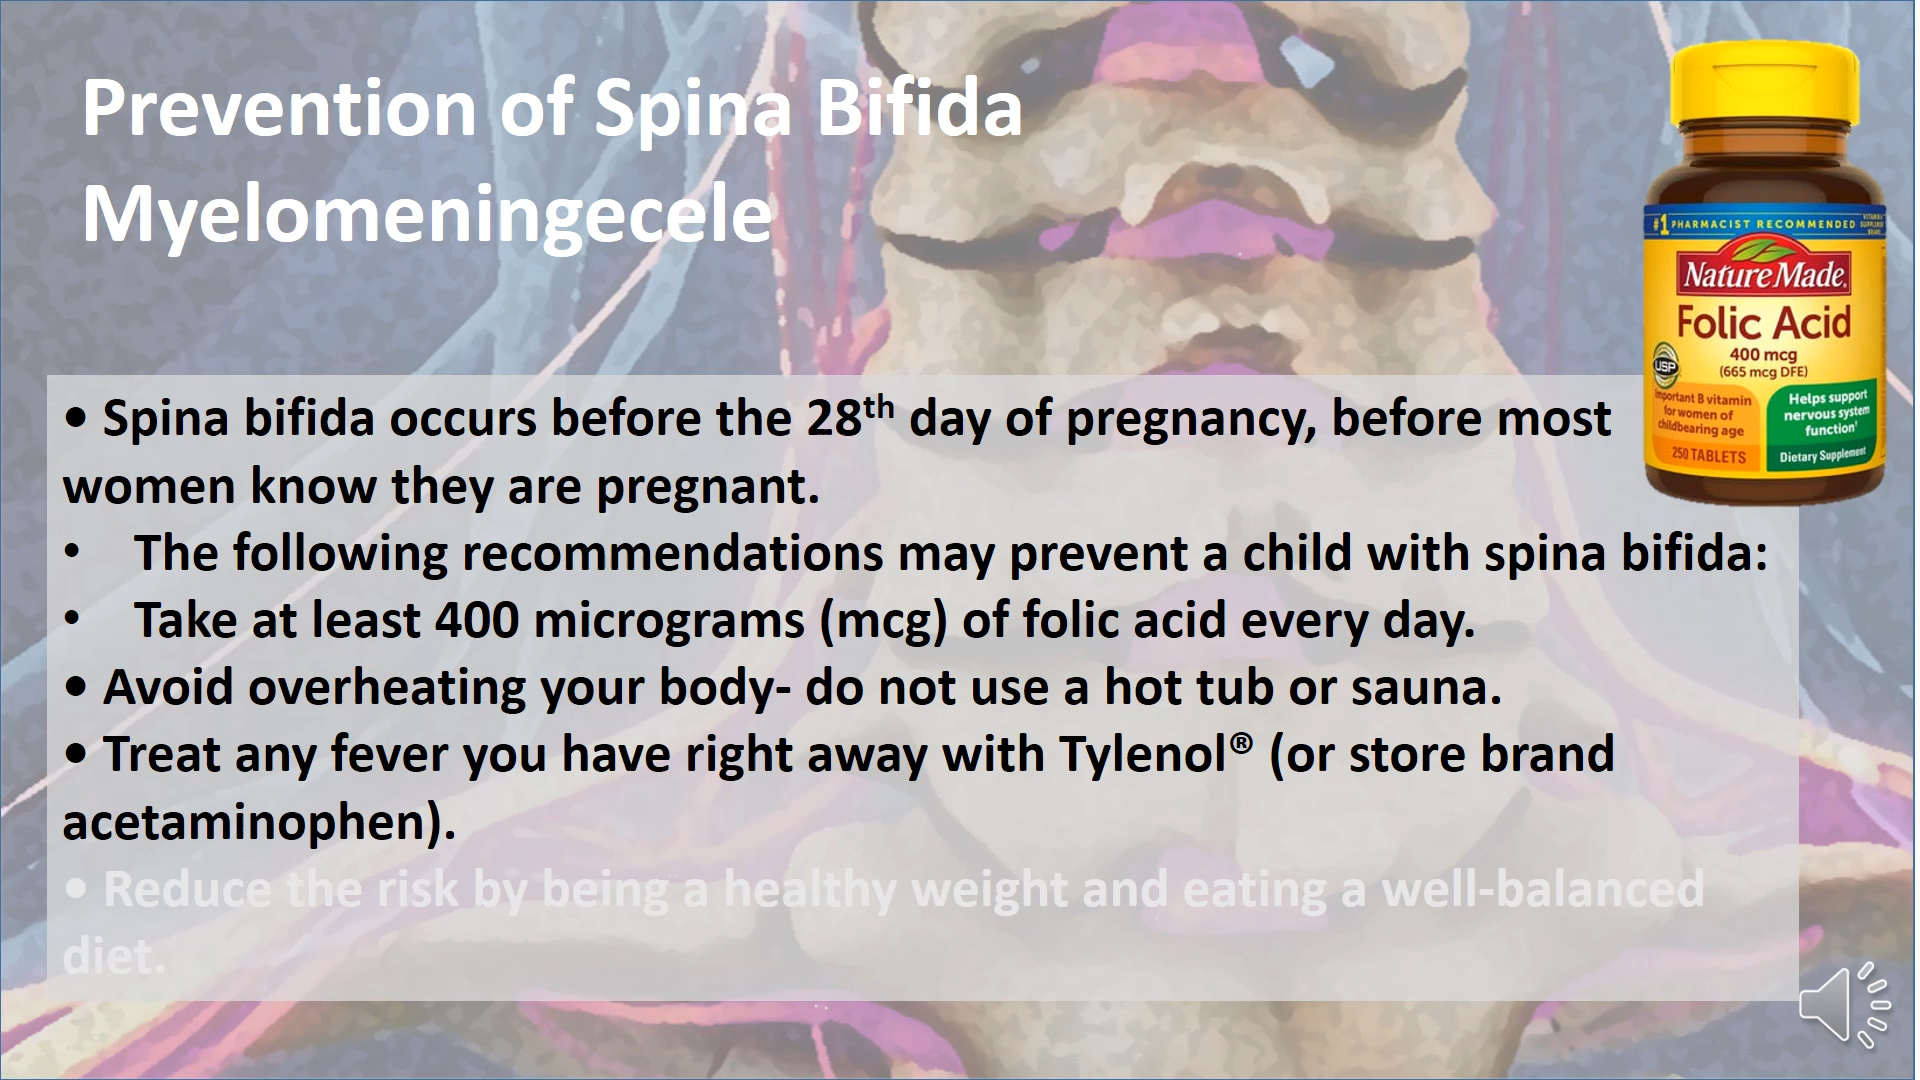 Prevention of Spina Bifida
Myelomeningecele
#1 PHARMACIST RECOMMENDED VITAMIN SUPPLEMENT BRAND
Nature Made®
Folic Acid
400 mcg
(665 mcg DFE)
USP
Important B vitamin
for women of
childbearing age
250 TABLETS
Helps support
nervous system
function†
Dietary Supplement
• Spina bifida occurs before the 28th day of pregnancy, before most
women know they are pregnant.
• The following recommendations may prevent a child with spina bifida:
• Take at least 400 micrograms (mcg) of folic acid every day.
• Avoid overheating your body- do not use a hot tub or sauna.
• Treat any fever you have right away with Tylenol® (or store brand
acetaminophen).
• Reduce the risk by being a healthy weight and eating a well-balanced
diet.